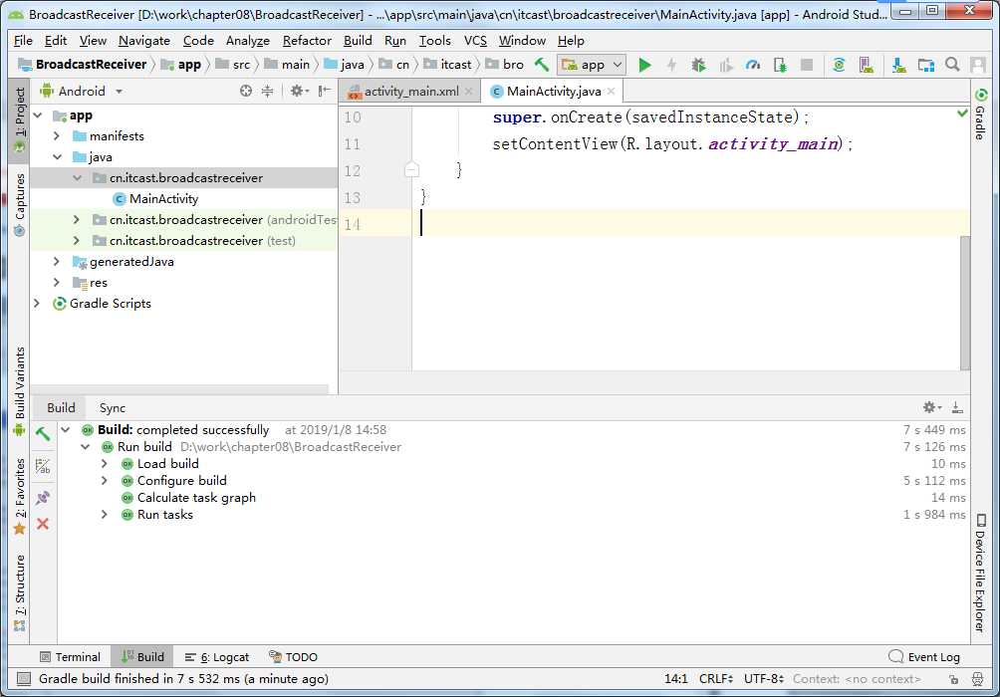 BroadcastReceiver [D:\work\chapter08\BroadcastReceiver] - ...\app\src\main\java\cn\itcast\broadcastreceiver\MainActivity.java [app] - Android Stud...
File Edit View Navigate Code Analyze Refactor Build Run Tools VCS Window Help
BroadcastReceiver app src main java cn itcast bro app
1: Project
Captures
Build Variants
2: Favorites
7: Structure
Android
app
manifests
java
cn.itcast.broadcastreceiver
MainActivity
cn.itcast.broadcastreceiver (androidTes
cn.itcast.broadcastreceiver (test)
generatedJava
res
Gradle Scripts
activity_main.xml MainActivity.java
10 super.onCreate(savedInstanceState);
11 setContentView(R.layout.activity_main);
12 }
13 }
14
Gradle
Device File Explorer
Build Sync
Build: completed successfully at 2019/1/8 14:58 7 s 449 ms
Run build D:\work\chapter08\BroadcastReceiver 7 s 126 ms
Load build 10 ms
Configure build 5 s 112 ms
Calculate task graph 14 ms
Run tasks 1 s 984 ms
Terminal Build 6: Logcat TODO Event Log
Gradle build finished in 7 s 532 ms (a minute ago) 14:1 CRLF UTF-8 Context: <no context>